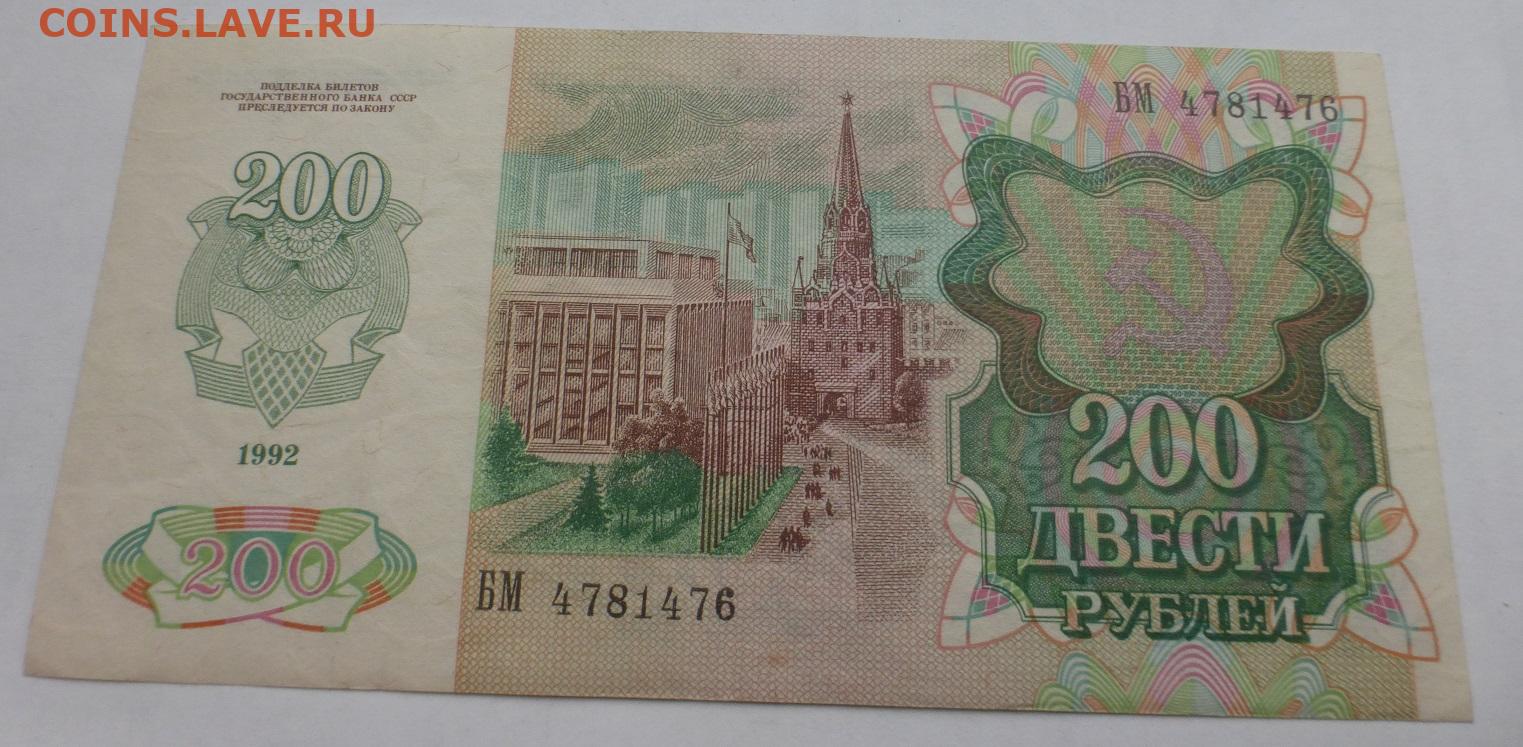 COINS.LAVE.RU
ПОДДЕЛКА БИЛЕТОВ
ГОСУДАРСТВЕННОГО БАНКА СССР
ПРЕСЛЕДУЕТСЯ ПО ЗАКОНУ
БМ 4781476
200
1992
200
БМ 4781476
200
ДВЕСТИ
РУБЛЕЙ